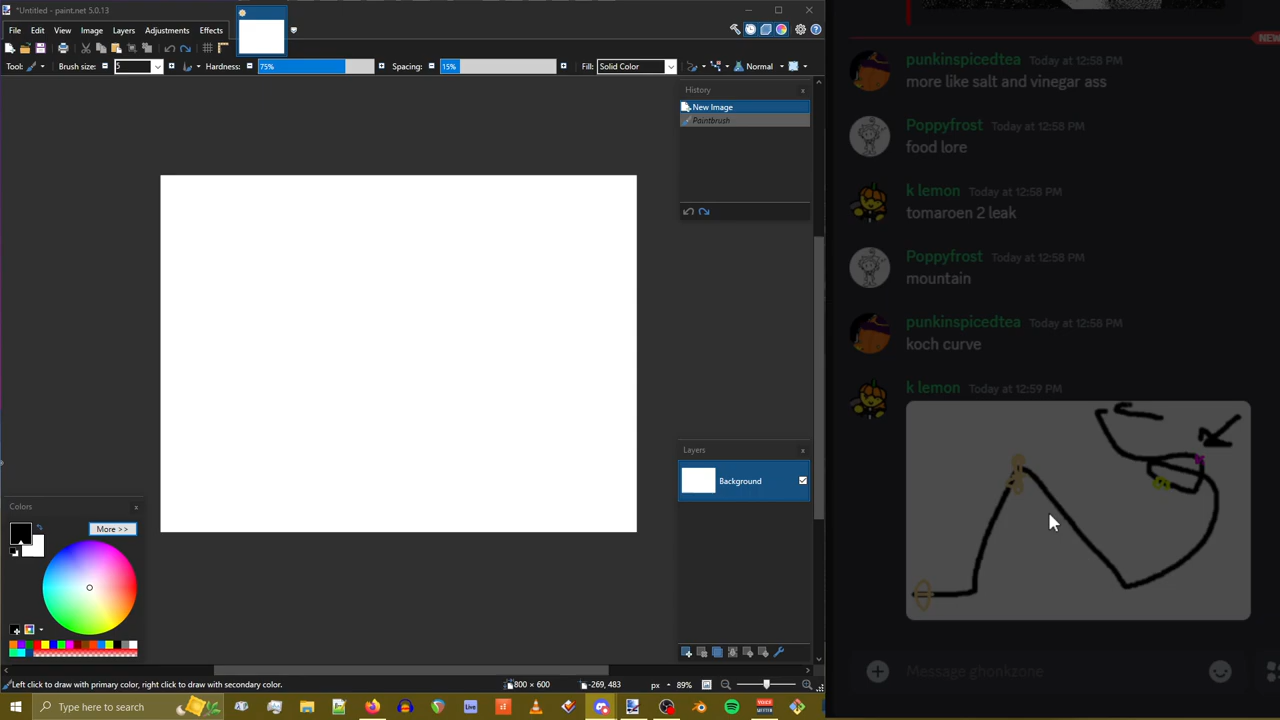 *Untitled - paint.net 5.0.13
File Edit View Image Layers Adjustments Effects
Tool: Brush size: 5 Hardness: 75% Spacing: 15% Fill: Solid Color Normal
History
New Image
Paintbrush
Layers
Background
Colors
More >>
Left click to draw with primary color, right click to draw with secondary color.
800 × 600
-269, 483
px
89%
Type here to search
Live
NEW
punkinspicedtea Today at 12:58 PM
more like salt and vinegar ass
Poppyfrost Today at 12:58 PM
food lore
k lemon Today at 12:58 PM
tomaroen 2 leak
Poppyfrost Today at 12:58 PM
mountain
punkinspicedtea Today at 12:58 PM
koch curve
k lemon Today at 12:59 PM
Message ghonkzone